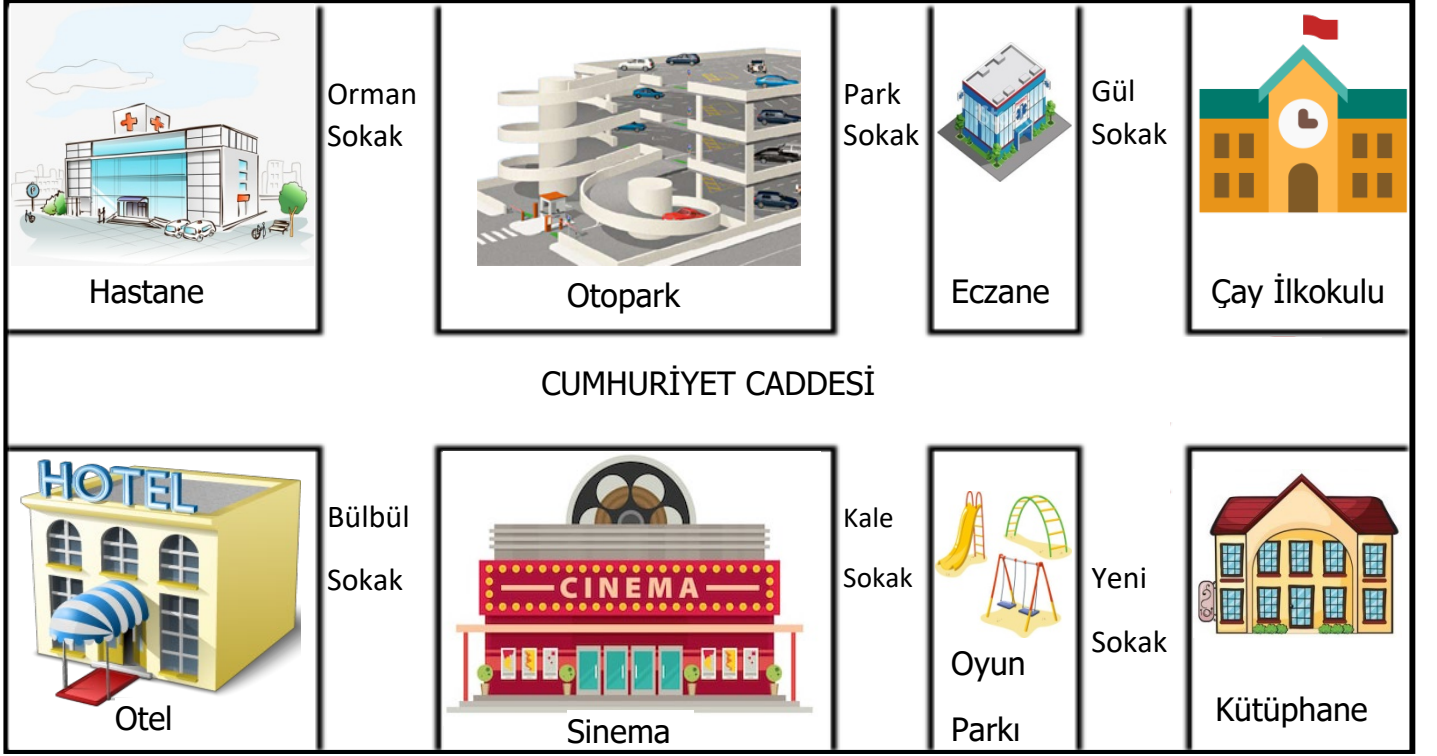 Orman
Sokak
Park
Sokak
Gül
Sokak
Hastane
Otopark
Eczane
Çay İlkokulu
CUMHURİYET CADDESİ
HOTEL
Bülbül
Sokak
CINEMA
Kale
Sokak
Yeni
Sokak
Otel
Sinema
Oyun
Parkı
Kütüphane